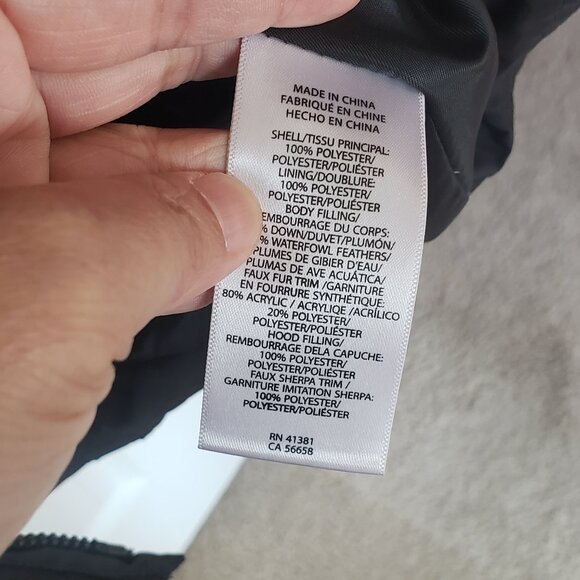 MADE IN CHINA
FABRIQUÉ EN CHINE
HECHO EN CHINA
SHELL/TISSU PRINCIPAL:
100% POLYESTER/
POLYESTER/POLIÉSTER
LINING/DOUBLURE:
100% POLYESTER/
POLYESTER/POLIÉSTER
BODY FILLING/
EMBOURRAGE DU CORPS:
% DOWN/DUVET/PLUMÓN/
% WATERFOWL FEATHERS/
PLUMES DE GIBIER D'EAU/
PLUMAS DE AVE ACUÁTICA/
FAUX FUR TRIM /GARNITURE
EN FOURRURE SYNTHÉTIQUE:
80% ACRYLIC / ACRYLIQE /ACRÍLICO
20% POLYESTER/
POLYESTER/POLIÉSTER
HOOD FILLING/
REMBOURRAGE DELA CAPUCHE:
100% POLYESTER/
POLYESTER/POLIÉSTER
FAUX SHERPA TRIM /
GARNITURE IMITATION SHERPA:
100% POLYESTER/
POLYESTER/POLIÉSTER
RN 41381
CA 56658